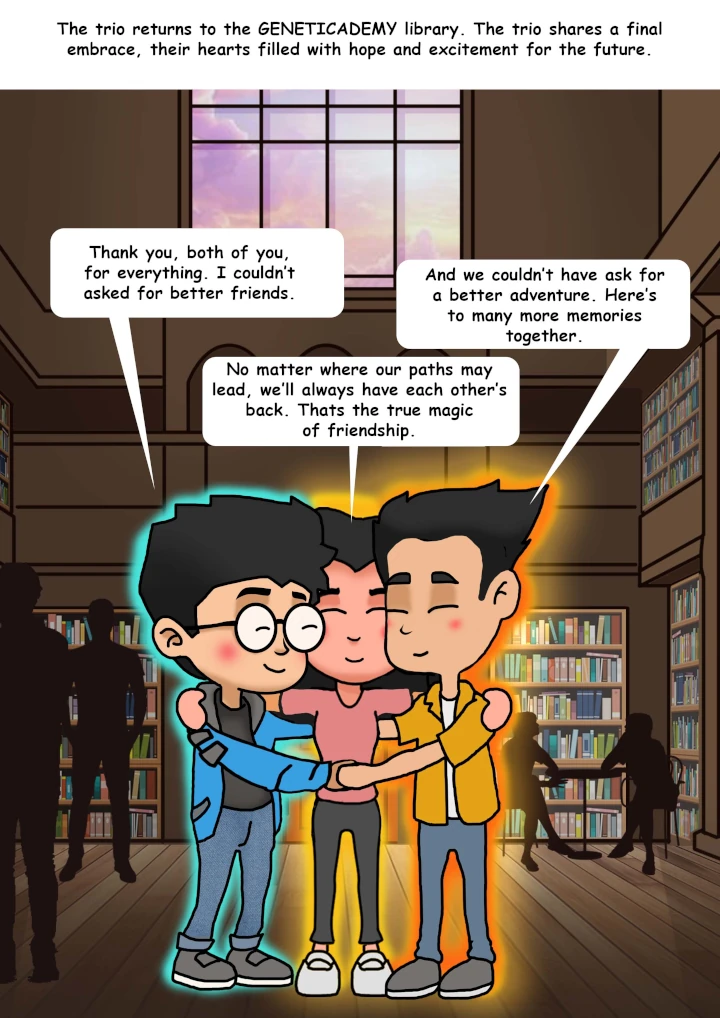 The trio returns to the GENETICADEMY library. The trio shares a final
embrace, their hearts filled with hope and excitement for the future.
Thank you, both of you,
for everything. I couldn't
asked for better friends.
And we couldn't have ask for
a better adventure. Here's
to many more memories
together.
No matter where our paths may
lead, we'll always have each other's
back. Thats the true magic
of friendship.